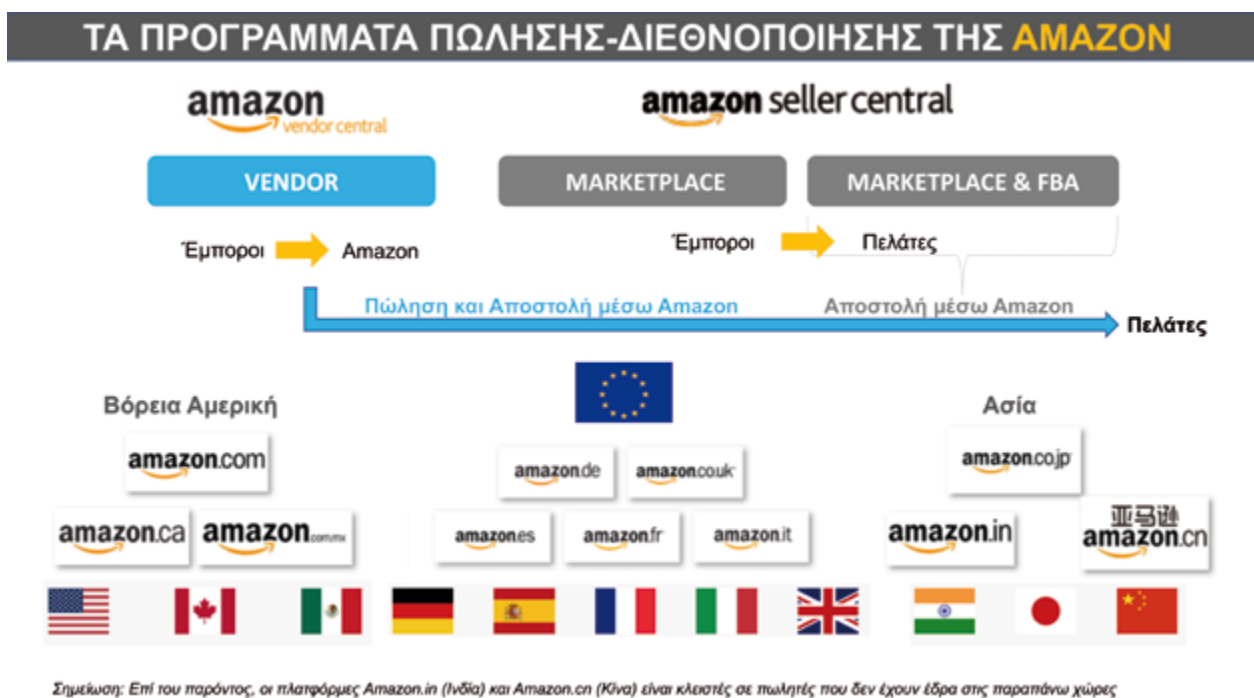 ΤΑ ΠΡΟΓΡΑΜΜΑΤΑ ΠΩΛΗΣΗΣ-ΔΙΕΘΝΟΠΟΙΗΣΗΣ ΤΗΣ AMAZON
amazon
vendor central
amazon seller central
VENDOR
MARKETPLACE
MARKETPLACE & FBA
Έμποροι
Amazon
Έμποροι
Πελάτες
Πώληση και Αποστολή μέσω Amazon
Αποστολή μέσω Amazon
Πελάτες
Βόρεια Αμερική
Ασία
amazon.com
amazon.de
amazon.co.uk
amazon.co.jp
amazon.ca
amazon.com.mx
amazon.es
amazon.fr
amazon.it
amazon.in
亚马逊
amazon.cn
Σημείωση: Επί του παρόντος, οι πλατφόρμες Amazon.in (Ινδία) και Amazon.cn (Κίνα) είναι κλειστές σε πωλητές που δεν έχουν έδρα στις παραπάνω χώρες